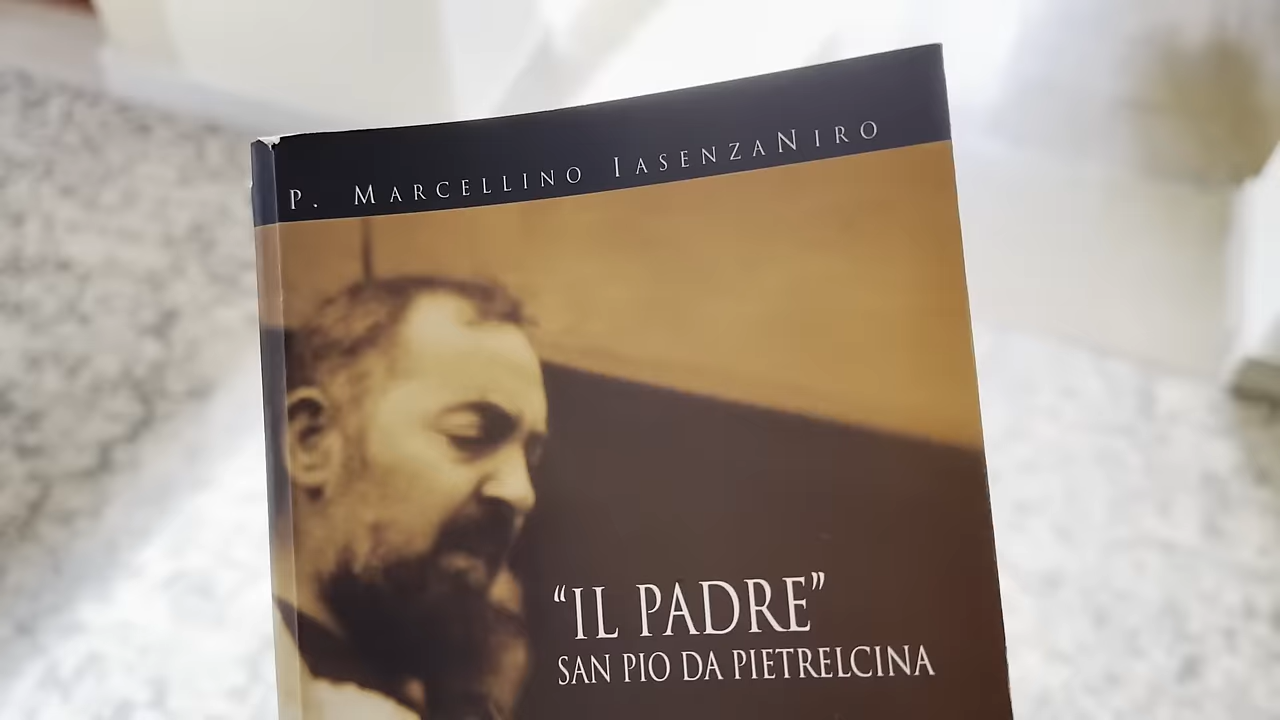 P. MARCELLINO IASENZANIRO
"IL PADRE"
SAN PIO DA PIETRELCINA